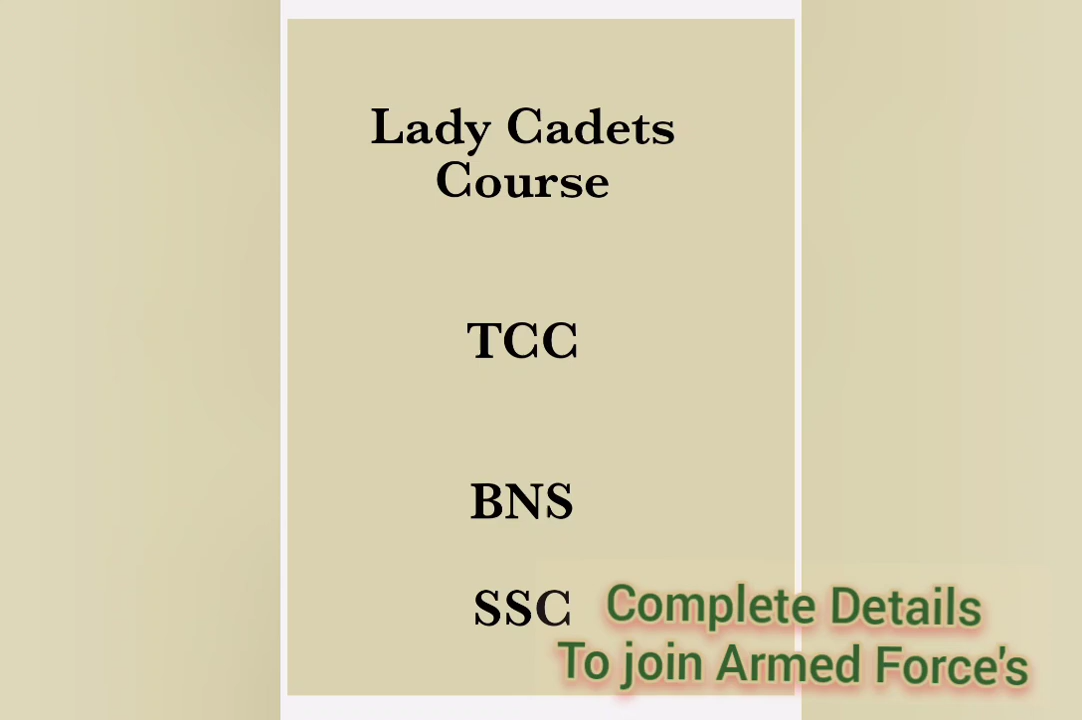 Lady Cadets
Course
TCC
BNS
SSC
Complete Details
To join Armed Force's